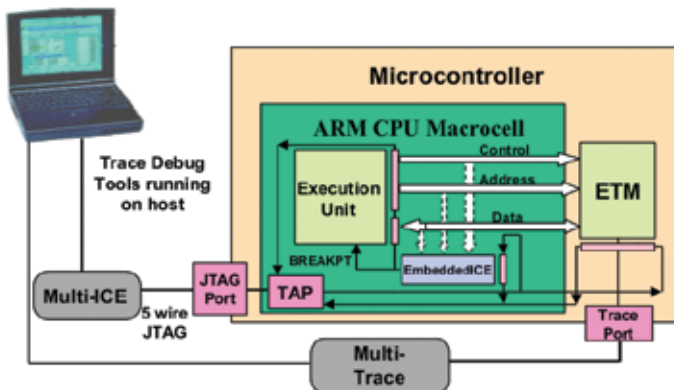 Microcontroller
ARM CPU Macrocell
Trace Debug
Tools running
on host
Execution
Unit
Control
Address
Data
ETM
BREAKPT
EmbeddedICE
Multi-ICE
5 wire
JTAG
JTAG
Port
TAP
Trace
Port
Multi-
Trace